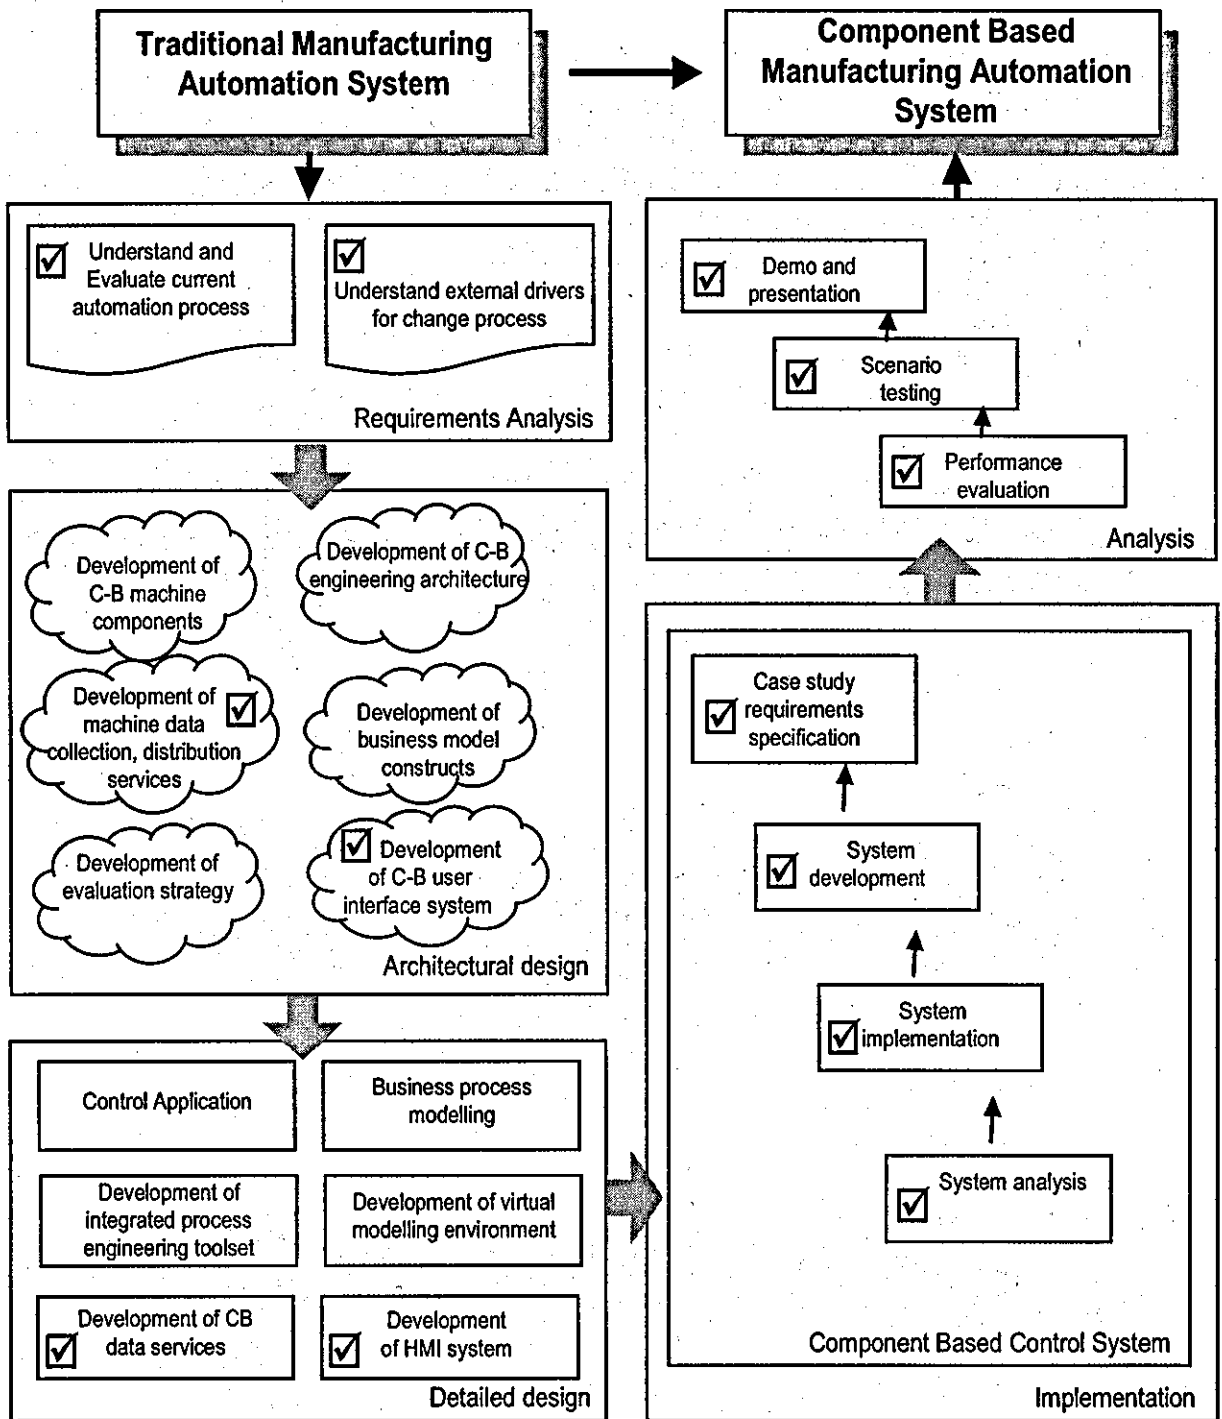 Traditional Manufacturing
Automation System
Component Based
Manufacturing Automation
System
Understand and
Evaluate current
automation process
Understand external drivers
for change process
Requirements Analysis
Demo and
presentation
Scenario
testing
Performance
evaluation
Analysis
Development of
C-B machine
components
Development of C-B
engineering architecture
Development of
machine data
collection, distribution
services
Development of
business model
constructs
Development of
evaluation strategy
Development
of C-B user
interface system
Architectural design
Control Application
Business process
modelling
Development of
integrated process
engineering toolset
Development of virtual
modelling environment
Development of CB
data services
Development
of HMI system
Detailed design
Case study
requirements
specification
System
development
System
implementation
System analysis
Component Based Control System
Implementation